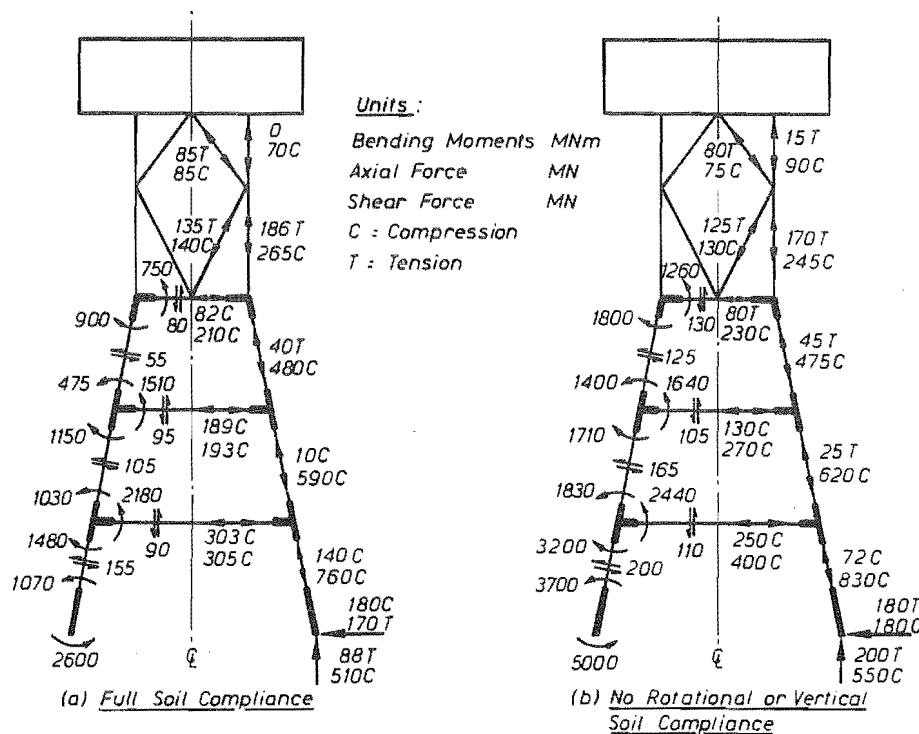 Units :
Bending Moments MNm
Axial Force MN
Shear Force MN
C = Compression
T = Tension
0
70C
85T
85C
135T
140C
186T
265C
750
80
82C
210C
900
55
40T
480C
475
1510
95
189C
193C
1150
105
10C
590C
1030
2180
90
303C
305C
1480
155
140C
760C
1070
180C
170T
2600
88T
510C
℄
(a) Full Soil Compliance
15T
90C
80T
75C
125T
130C
170T
245C
1260
130
80T
230C
1800
125
45T
475C
1400
1640
105
130C
270C
1710
165
25T
620C
1830
2440
110
250C
400C
3200
200
72C
830C
3700
180T
180C
5000
200T
550C
℄
(b) No Rotational or Vertical
Soil Compliance